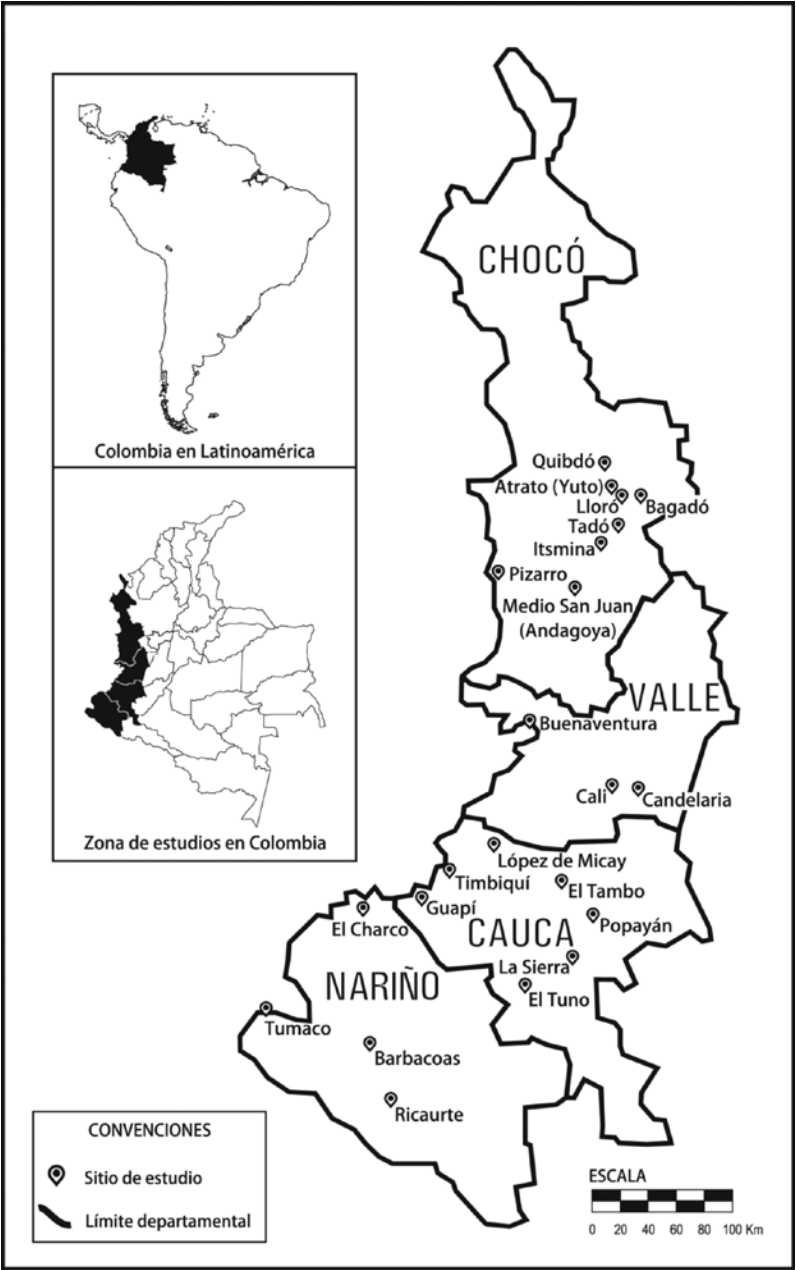 Colombia en Latinoamérica
Zona de estudios en Colombia
CHOCÓ
Quibdó
Atrato (Yuto)
Lloró
Bagadó
Tadó
Itsmina
Pizarro
Medio San Juan
(Andagoya)
VALLE
Buenaventura
Cali
Candelaria
López de Micay
Timbiquí
El Tambo
Guapí
Popayán
CAUCA
El Charco
La Sierra
NARIÑO
El Tuno
Tumaco
Barbacoas
Ricaurte
CONVENCIONES
Sitio de estudio
Límite departamental
ESCALA
0 20 40 60 80 100 Km